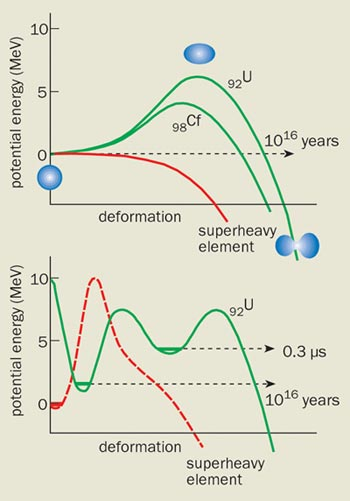 potential energy (MeV)
10
5
0
₉₂U
₉₈Cf
10¹⁶ years
deformation
superheavy
element
potential energy (MeV)
10
5
0
₉₂U
0.3 µs
10¹⁶ years
deformation
superheavy
element